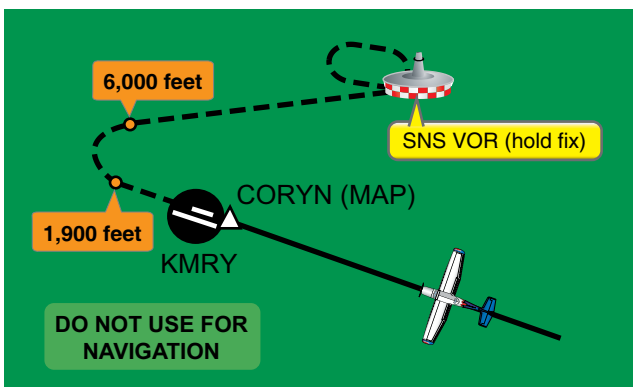 6,000 feet
SNS VOR (hold fix)
CORYN (MAP)
1,900 feet
KMRY
DO NOT USE FOR
NAVIGATION